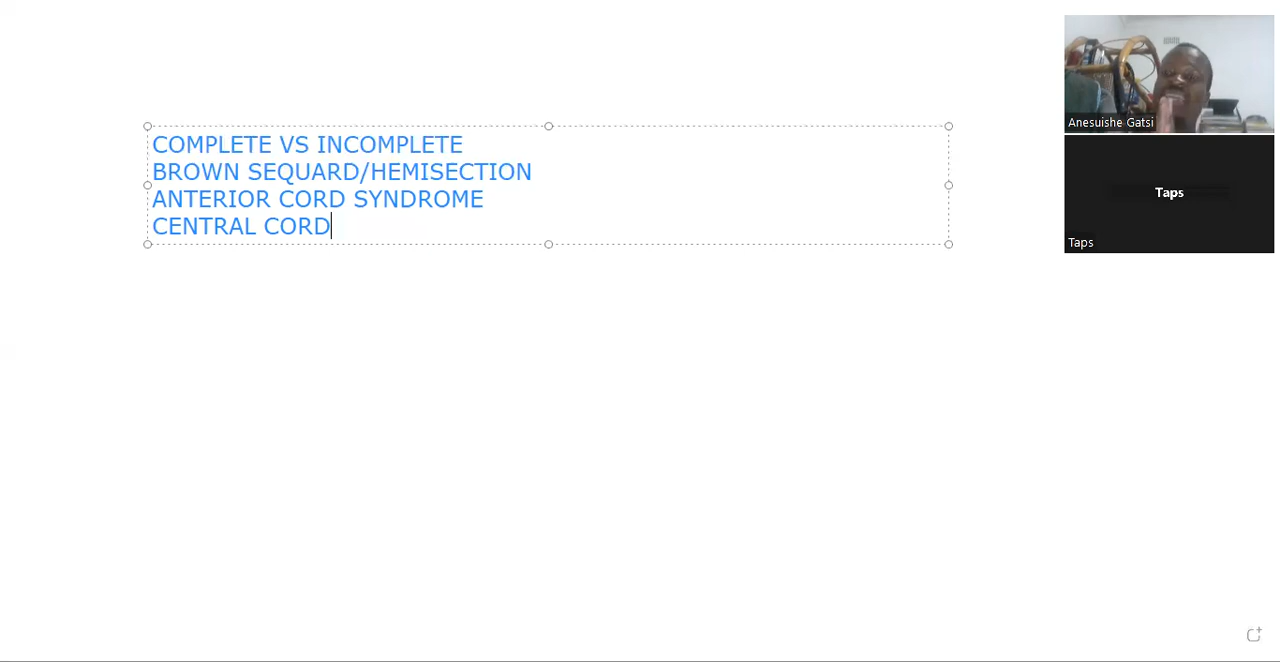 COMPLETE VS INCOMPLETE
BROWN SEQUARD/HEMISECTION
ANTERIOR CORD SYNDROME
CENTRAL CORD
Anesuishe Gatsi
Taps
Taps